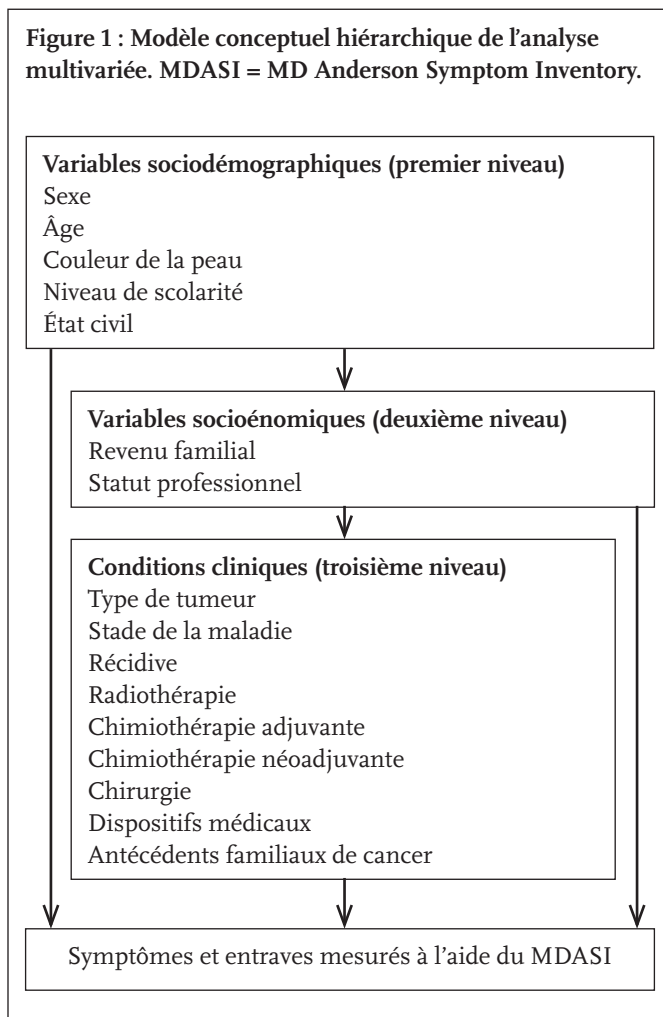 Figure 1 : Modèle conceptuel hiérarchique de l’analyse
multivariée. MDASI = MD Anderson Symptom Inventory.
Variables sociodémographiques (premier niveau)
Sexe
Âge
Couleur de la peau
Niveau de scolarité
État civil
Variables socioénomiques (deuxième niveau)
Revenu familial
Statut professionnel
Conditions cliniques (troisième niveau)
Type de tumeur
Stade de la maladie
Récidive
Radiothérapie
Chimiothérapie adjuvante
Chimiothérapie néoadjuvante
Chirurgie
Dispositifs médicaux
Antécédents familiaux de cancer
Symptômes et entraves mesurés à l’aide du MDASI